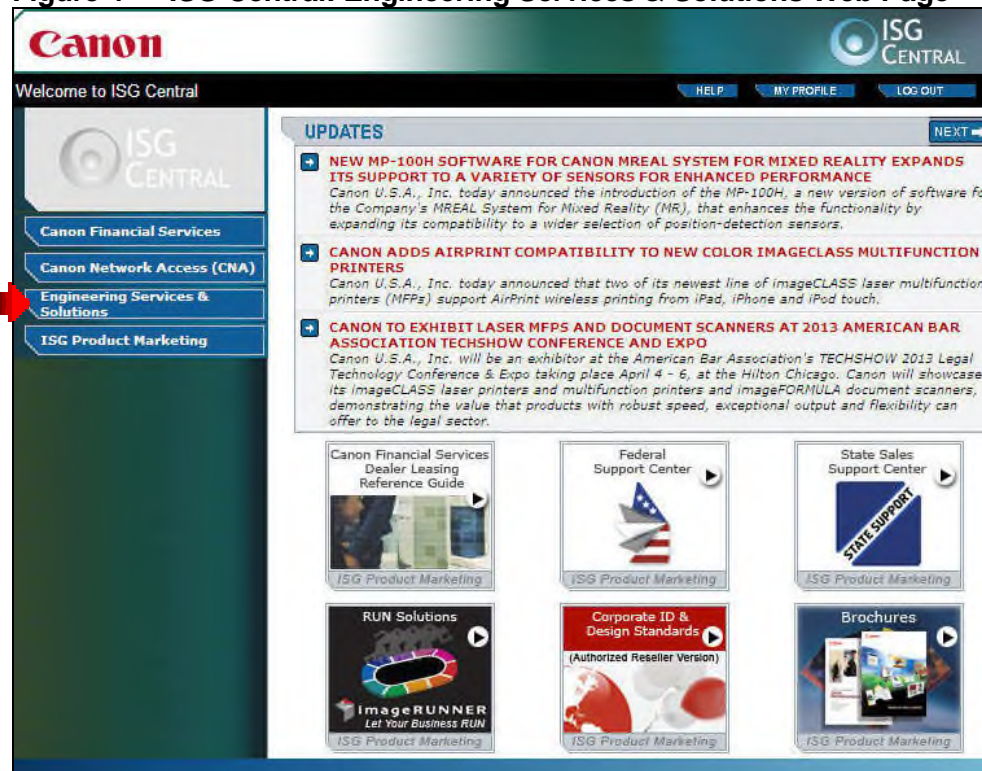 Figure 4 ISG Central: Engineering Services & Solutions Web Page
Canon
ISG
CENTRAL
Welcome to ISG Central
HELP
MY PROFILE
LOG OUT
ISG
CENTRAL
Canon Financial Services
Canon Network Access (CNA)
Engineering Services &
Solutions
ISG Product Marketing
UPDATES
NEXT
NEW MP-100H SOFTWARE FOR CANON MREAL SYSTEM FOR MIXED REALITY EXPANDS
ITS SUPPORT TO A VARIETY OF SENSORS FOR ENHANCED
PERFORMANCE
Canon U.S.A., Inc. today announced the introduction of the MP-100H, a new version of software fo
the Company's MREAL System for Mixed Reality (MR), that enhances the functionality by
expanding its compatibility to a wider selection of position-detection sensors.
CANON ADDS AIRPRINT COMPATIBILITY TO NEW COLOR IMAGECLASS MULTIFUNCTION
PRINTERS
Canon U.S.A., Inc. today announced that two of its newest line of imageCLASS laser multifunction
printers (MFPs) support AirPrint wireless printing from iPad, iPhone and iPod touch.
CANON TO EXHIBIT LASER MFPS AND DOCUMENT SCANNERS AT 2013 AMERICAN BAR
ASSOCIATION TECHSHOW CONFERENCE AND EXPO
Canon U.S.A., Inc. will be an exhibitor at the American Bar Association's TECHSHOW 2013 Legal
Technology Conference & Expo taking place April 4 - 6, at the Hilton Chicago. Canon will showcase
its imageCLASS laser printers and multifunction printers and imageFORMULA document scanners,
demonstrating the value that products with robust speed, exceptional output and flexibility can
offer to the legal sector.
Canon Financial Services
Dealer Leasing
Reference Guide
ISG Product Marketing
Federal
Support Center
ISG Product Marketing
State Sales
Support Center
STATE SUPPORT
ISG Product Marketing
RUN Solutions
imageRUNNER
Let Your Business RUN
ISG Product Marketing
Corporate ID &
Design Standards
(Authorized Reseller Version)
ISG Product Marketing
Brochures
ISG Product Marketing